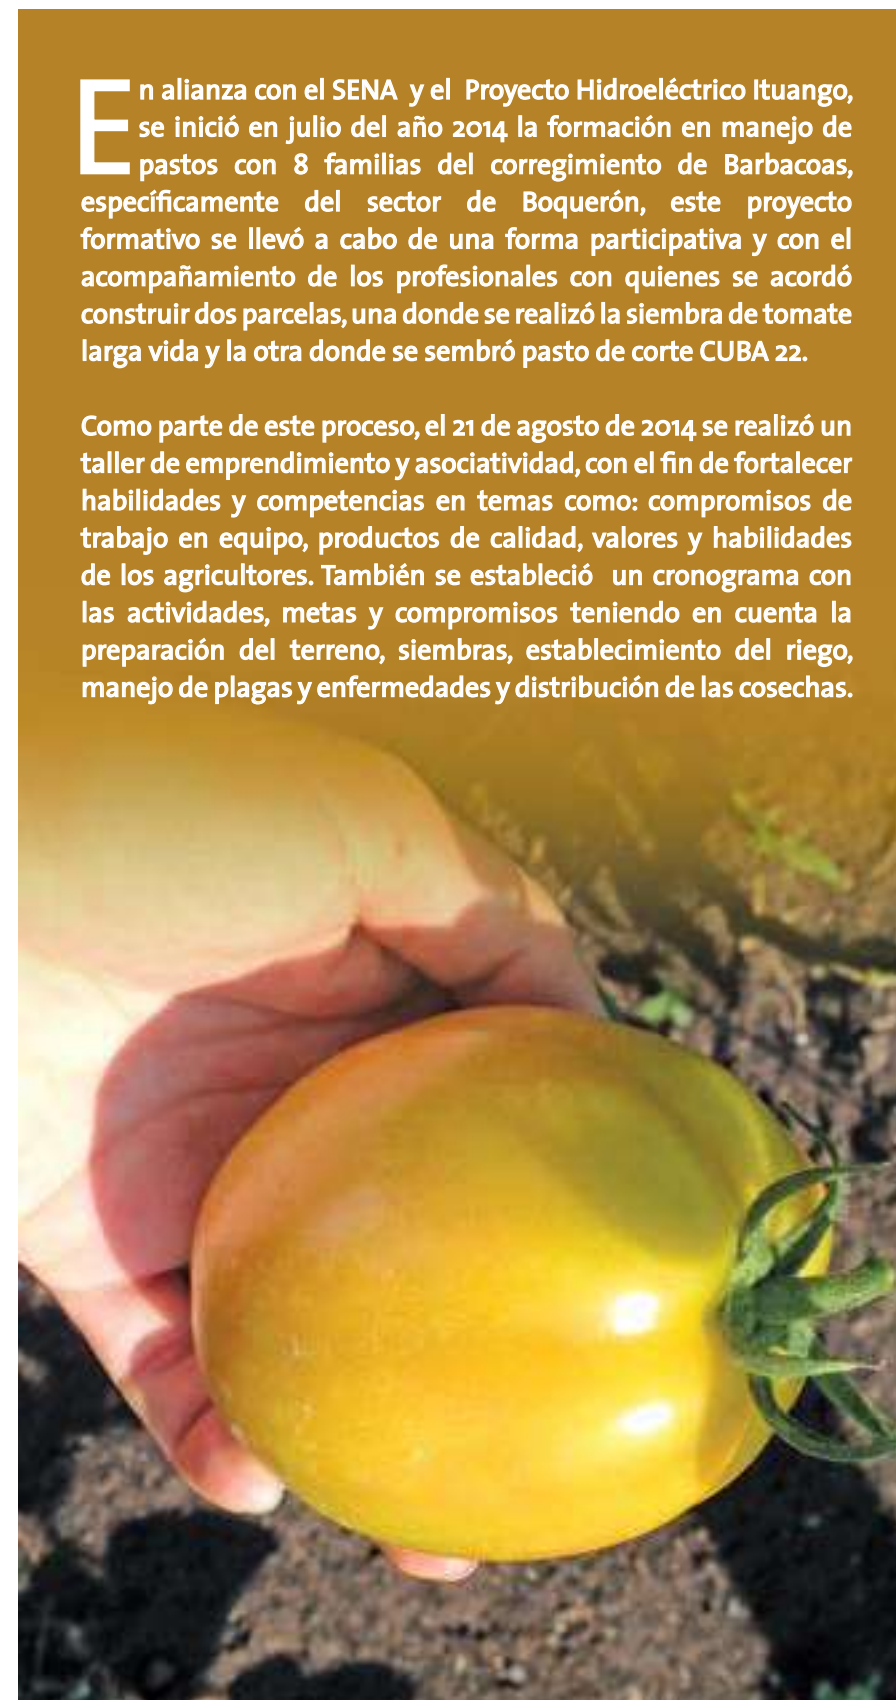 En alianza con el SENA y el Proyecto Hidroeléctrico Ituango,
se inició en julio del año 2014 la formación en manejo de
pastos con 8 familias del corregimiento de Barbacoas,
específicamente del sector de Boquerón, este proyecto
formativo se llevó a cabo de una forma participativa y con el
acompañamiento de los profesionales con quienes se acordó
construir dos parcelas, una donde se realizó la siembra de tomate
larga vida y la otra donde se sembró pasto de corte CUBA 22.

Como parte de este proceso, el 21 de agosto de 2014 se realizó un
taller de emprendimiento y asociatividad, con el fin de fortalecer
habilidades y competencias en temas como: compromisos de
trabajo en equipo, productos de calidad, valores y habilidades
de los agricultores. También se estableció un cronograma con
las actividades, metas y compromisos teniendo en cuenta la
preparación del terreno, siembras, establecimiento del riego,
manejo de plagas y enfermedades y distribución de las cosechas.